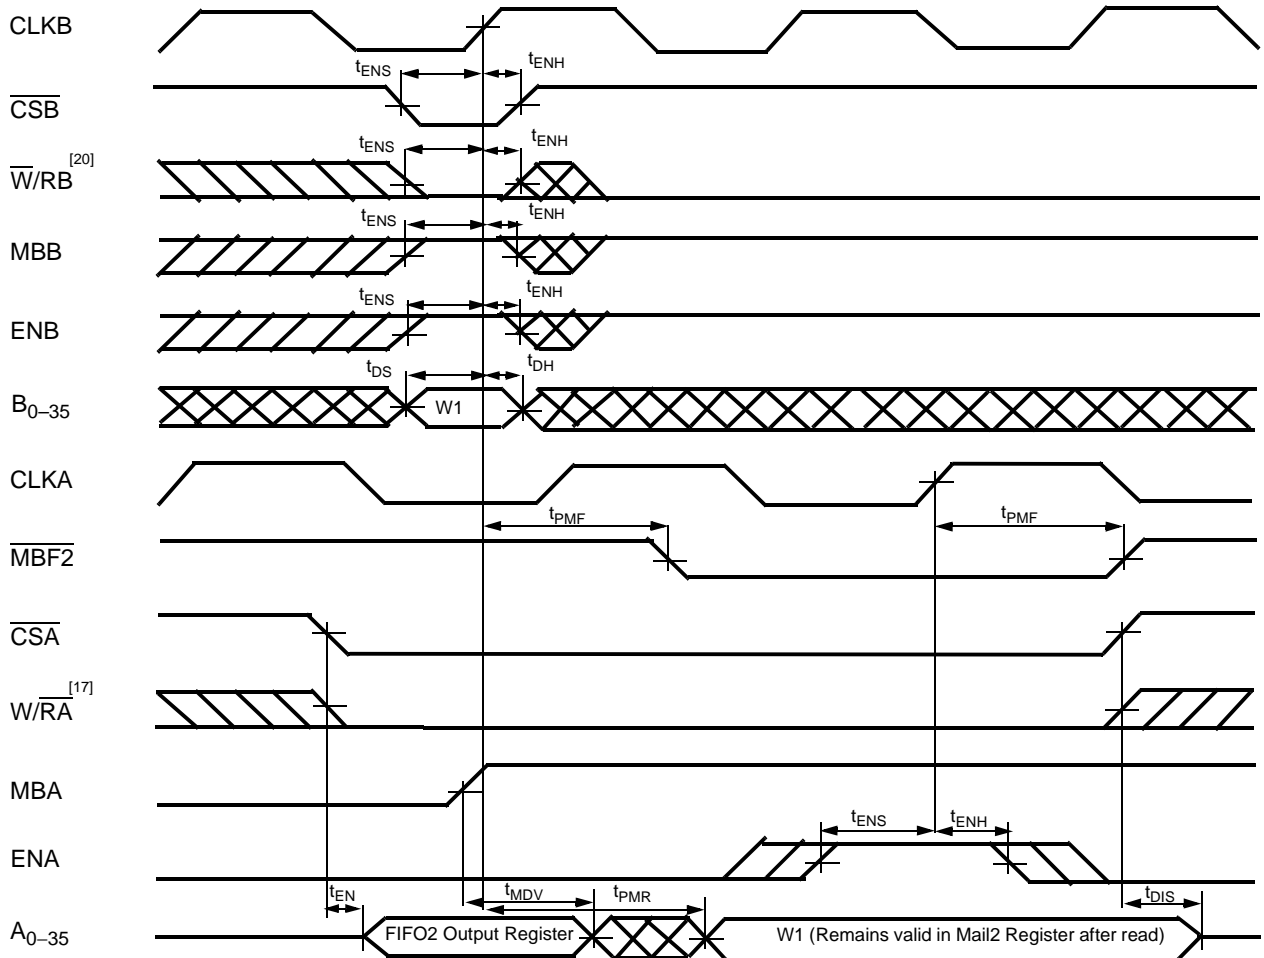 CLKB
tENS tENH
CSB
tENS tENH
W/RB [20]
tENS tENH
MBB
tENS tENH
ENB
tDS tDH
B0–35 W1
CLKA
tPMF tPMF
MBF2
CSA
W/RA [17]
MBA
tENS tENH
ENA
tEN tMDV tPMR tDIS
A0–35 FIFO2 Output Register W1 (Remains valid in Mail2 Register after read)